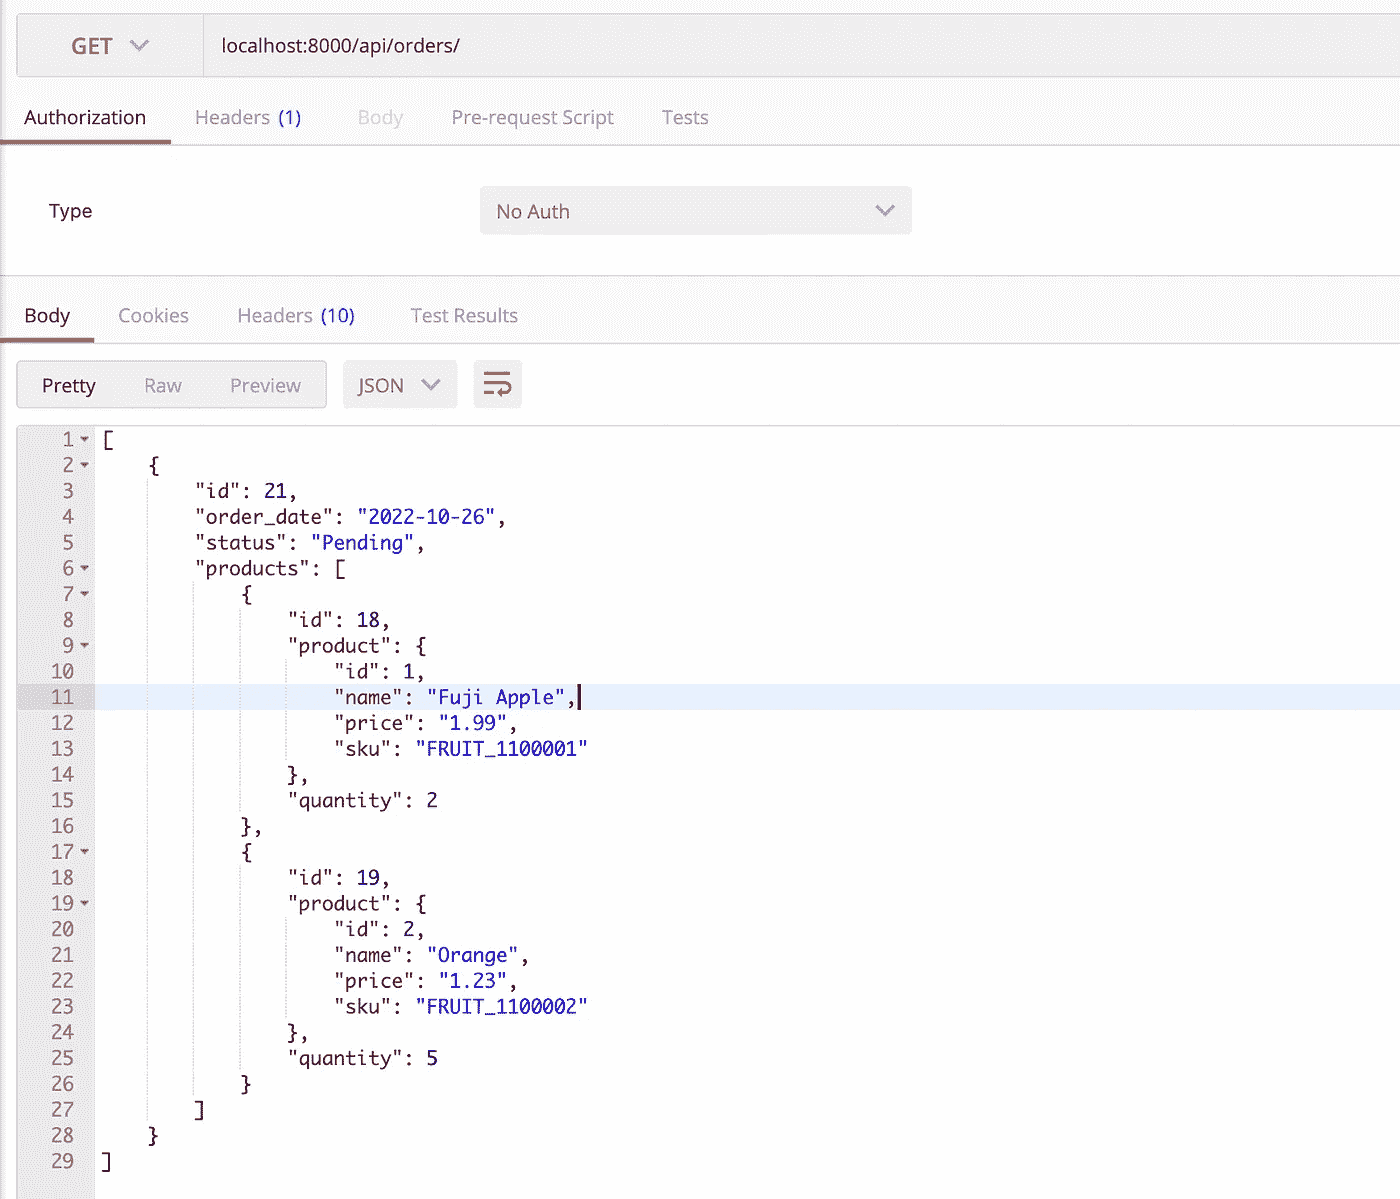 GET localhost:8000/api/orders/
Authorization Headers (1) Body Pre-request Script Tests
Type No Auth
Body Cookies Headers (10) Test Results
Pretty Raw Preview JSON
1 [
2 {
3 "id": 21,
4 "order_date": "2022-10-26",
5 "status": "Pending",
6 "products": [
7 {
8 "id": 18,
9 "product": {
10 "id": 1,
11 "name": "Fuji Apple",
12 "price": "1.99",
13 "sku": "FRUIT_1100001"
14 },
15 "quantity": 2
16 },
17 {
18 "id": 19,
19 "product": {
20 "id": 2,
21 "name": "Orange",
22 "price": "1.23",
23 "sku": "FRUIT_1100002"
24 },
25 "quantity": 5
26 }
27 ]
28 }
29 ]